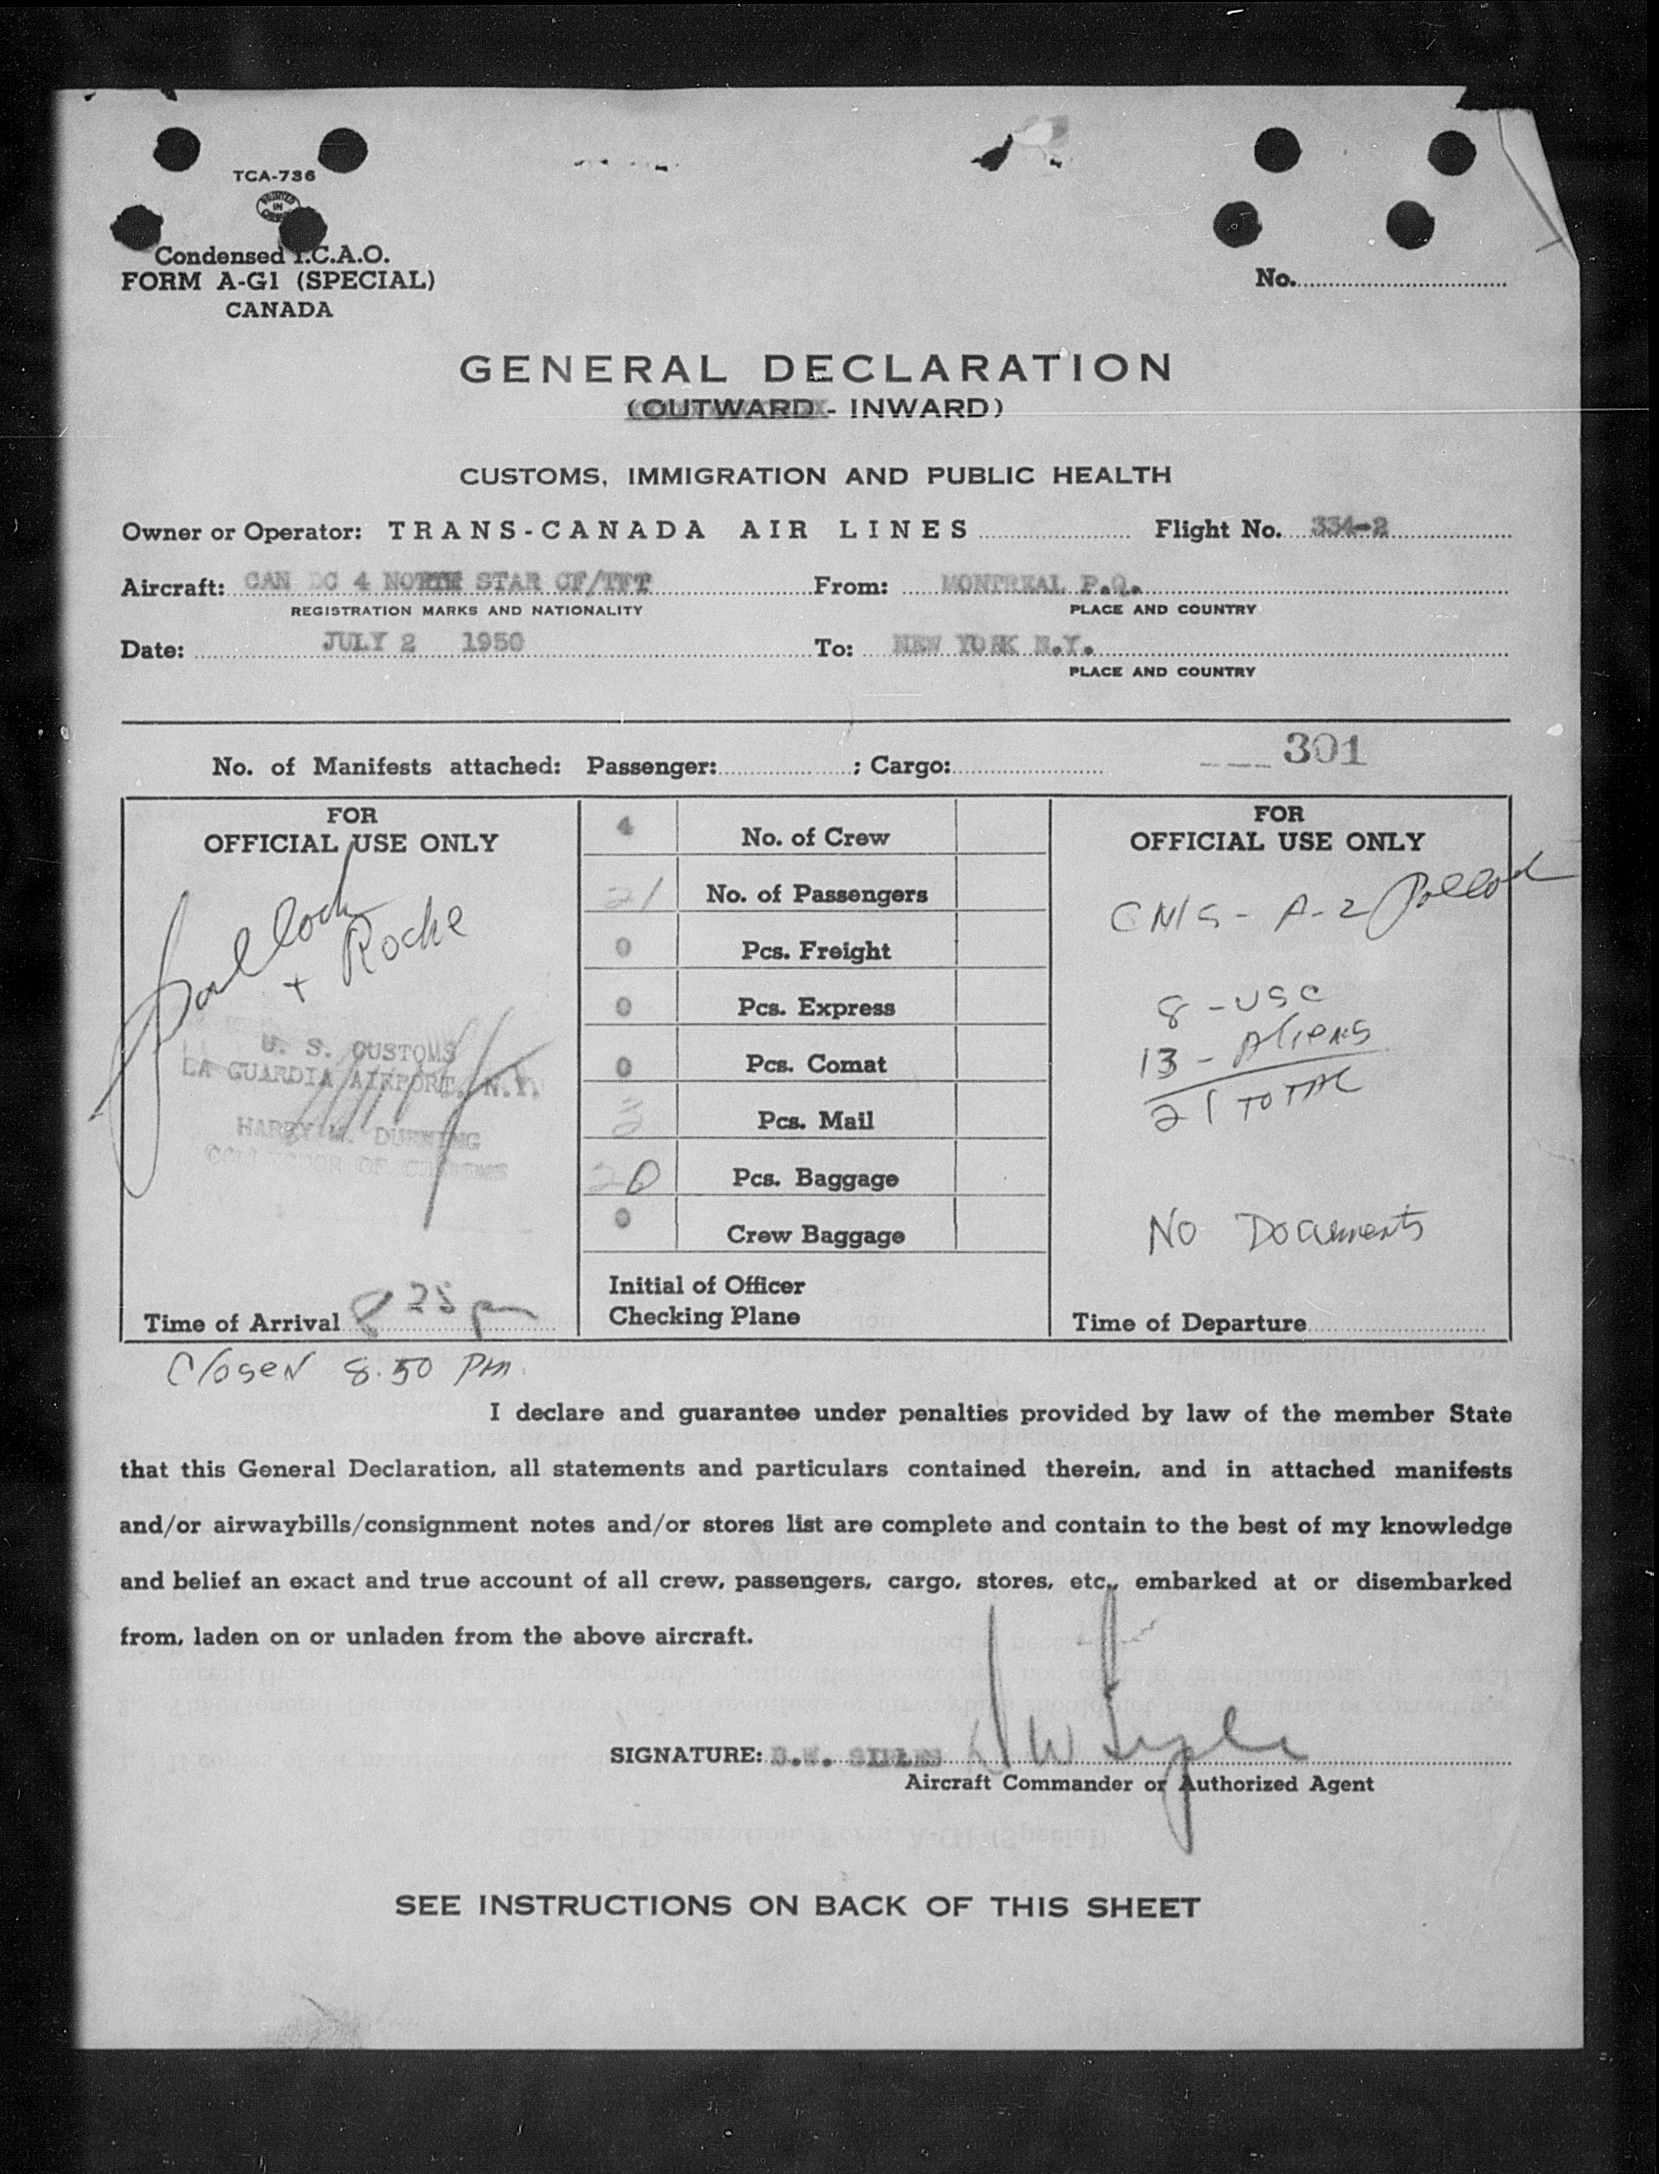 TCA-736
PRINTED IN CANADA
Condensed I.C.A.O.
FORM A-G1 (SPECIAL)
CANADA
No.
GENERAL DECLARATION
(OUTWARD - INWARD)
CUSTOMS, IMMIGRATION AND PUBLIC HEALTH
Owner or Operator: TRANS-CANADA AIR LINES Flight No. 334-2
Aircraft: CAN DC 4 NORTH STAR CF/TFT From: MONTREAL P.Q.
REGISTRATION MARKS AND NATIONALITY PLACE AND COUNTRY
Date: JULY 2 1950 To: NEW YORK N.Y.
PLACE AND COUNTRY
301
No. of Manifests attached: Passenger: ; Cargo:
FOR
OFFICIAL USE ONLY
Pollock
+ Roche
U. S. CUSTOMS
LA GUARDIA AIRPORT, N.Y.
HARRY M. DURNING
COLLECTOR OF CUSTOMS
Time of Arrival 8 25 pm
4 No. of Crew
21 No. of Passengers
0 Pcs. Freight
0 Pcs. Express
0 Pcs. Comat
3 Pcs. Mail
20 Pcs. Baggage
0 Crew Baggage
Initial of Officer
Checking Plane
FOR
OFFICIAL USE ONLY
A-2 Pollock
8 - USC
13 - Aliens
21 TOTAL
No Documents
Time of Departure
Closed 8.50 PM.
I declare and guarantee under penalties provided by law of the member State
that this General Declaration, all statements and particulars contained therein, and in attached manifests
and/or airwaybills/consignment notes and/or stores list are complete and contain to the best of my knowledge
and belief an exact and true account of all crew, passengers, cargo, stores, etc., embarked at or disembarked
from, laden on or unladen from the above aircraft.
SIGNATURE:
Aircraft Commander or Authorized Agent
SEE INSTRUCTIONS ON BACK OF THIS SHEET